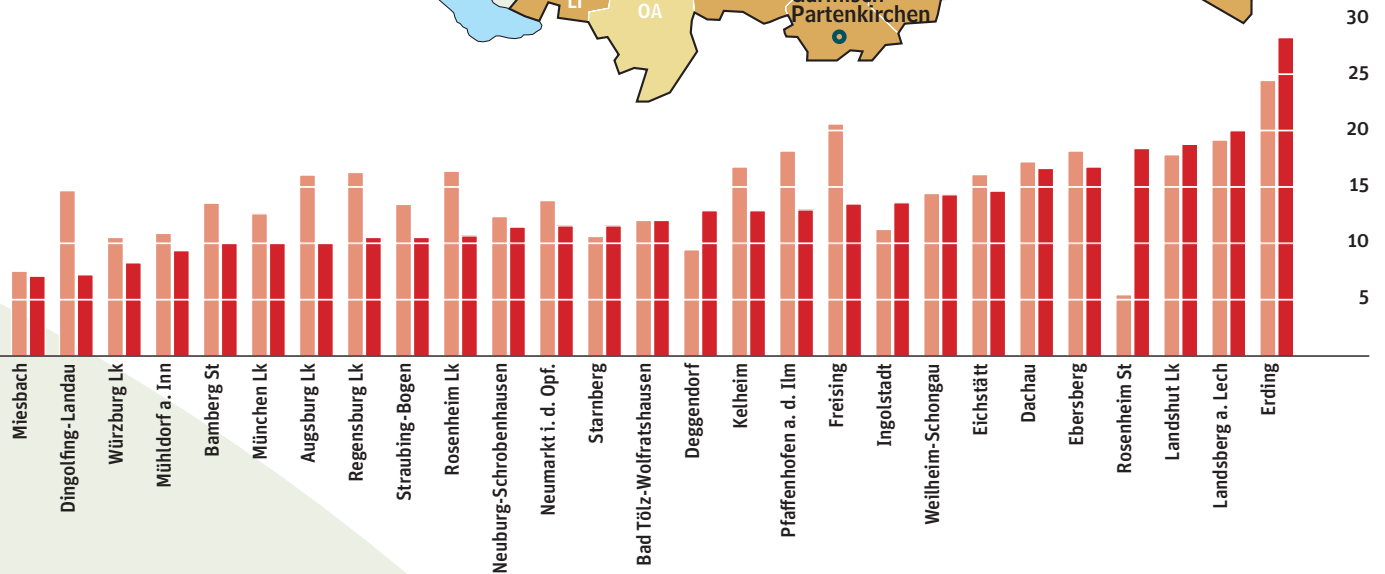 LI
OA
Partenkirchen
30
25
20
15
10
5
Miesbach
Dingolfing-Landau
Würzburg Lk
Mühldorf a. Inn
Bamberg St
München Lk
Augsburg Lk
Regensburg Lk
Straubing-Bogen
Rosenheim Lk
Neuburg-Schrobenhausen
Neumarkt i. d. Opf.
Starnberg
Bad Tölz-Wolfratshausen
Deggendorf
Kelheim
Pfaffenhofen a. d. Ilm
Freising
Ingolstadt
Weilheim-Schongau
Eichstätt
Dachau
Ebersberg
Rosenheim St
Landshut Lk
Landsberg a. Lech
Erding